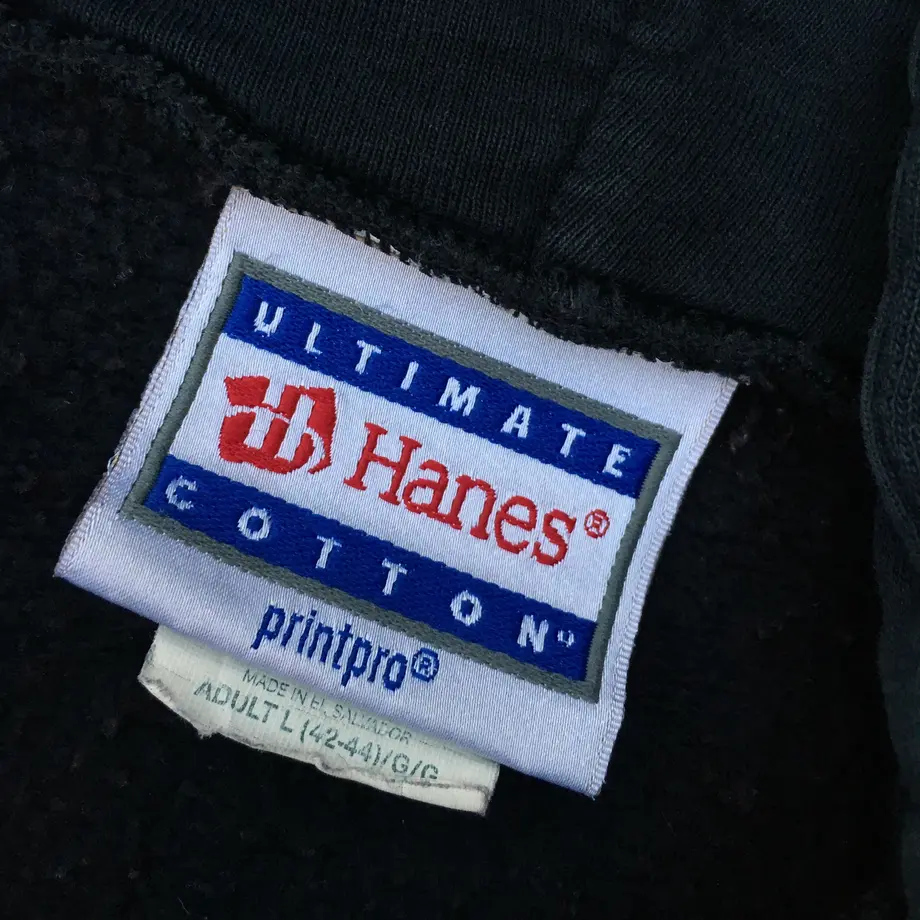 ULTIMATE
Hanes®
COTTON
printpro®
MADE IN EL SALVADOR
ADULT L (42-44)/G/G